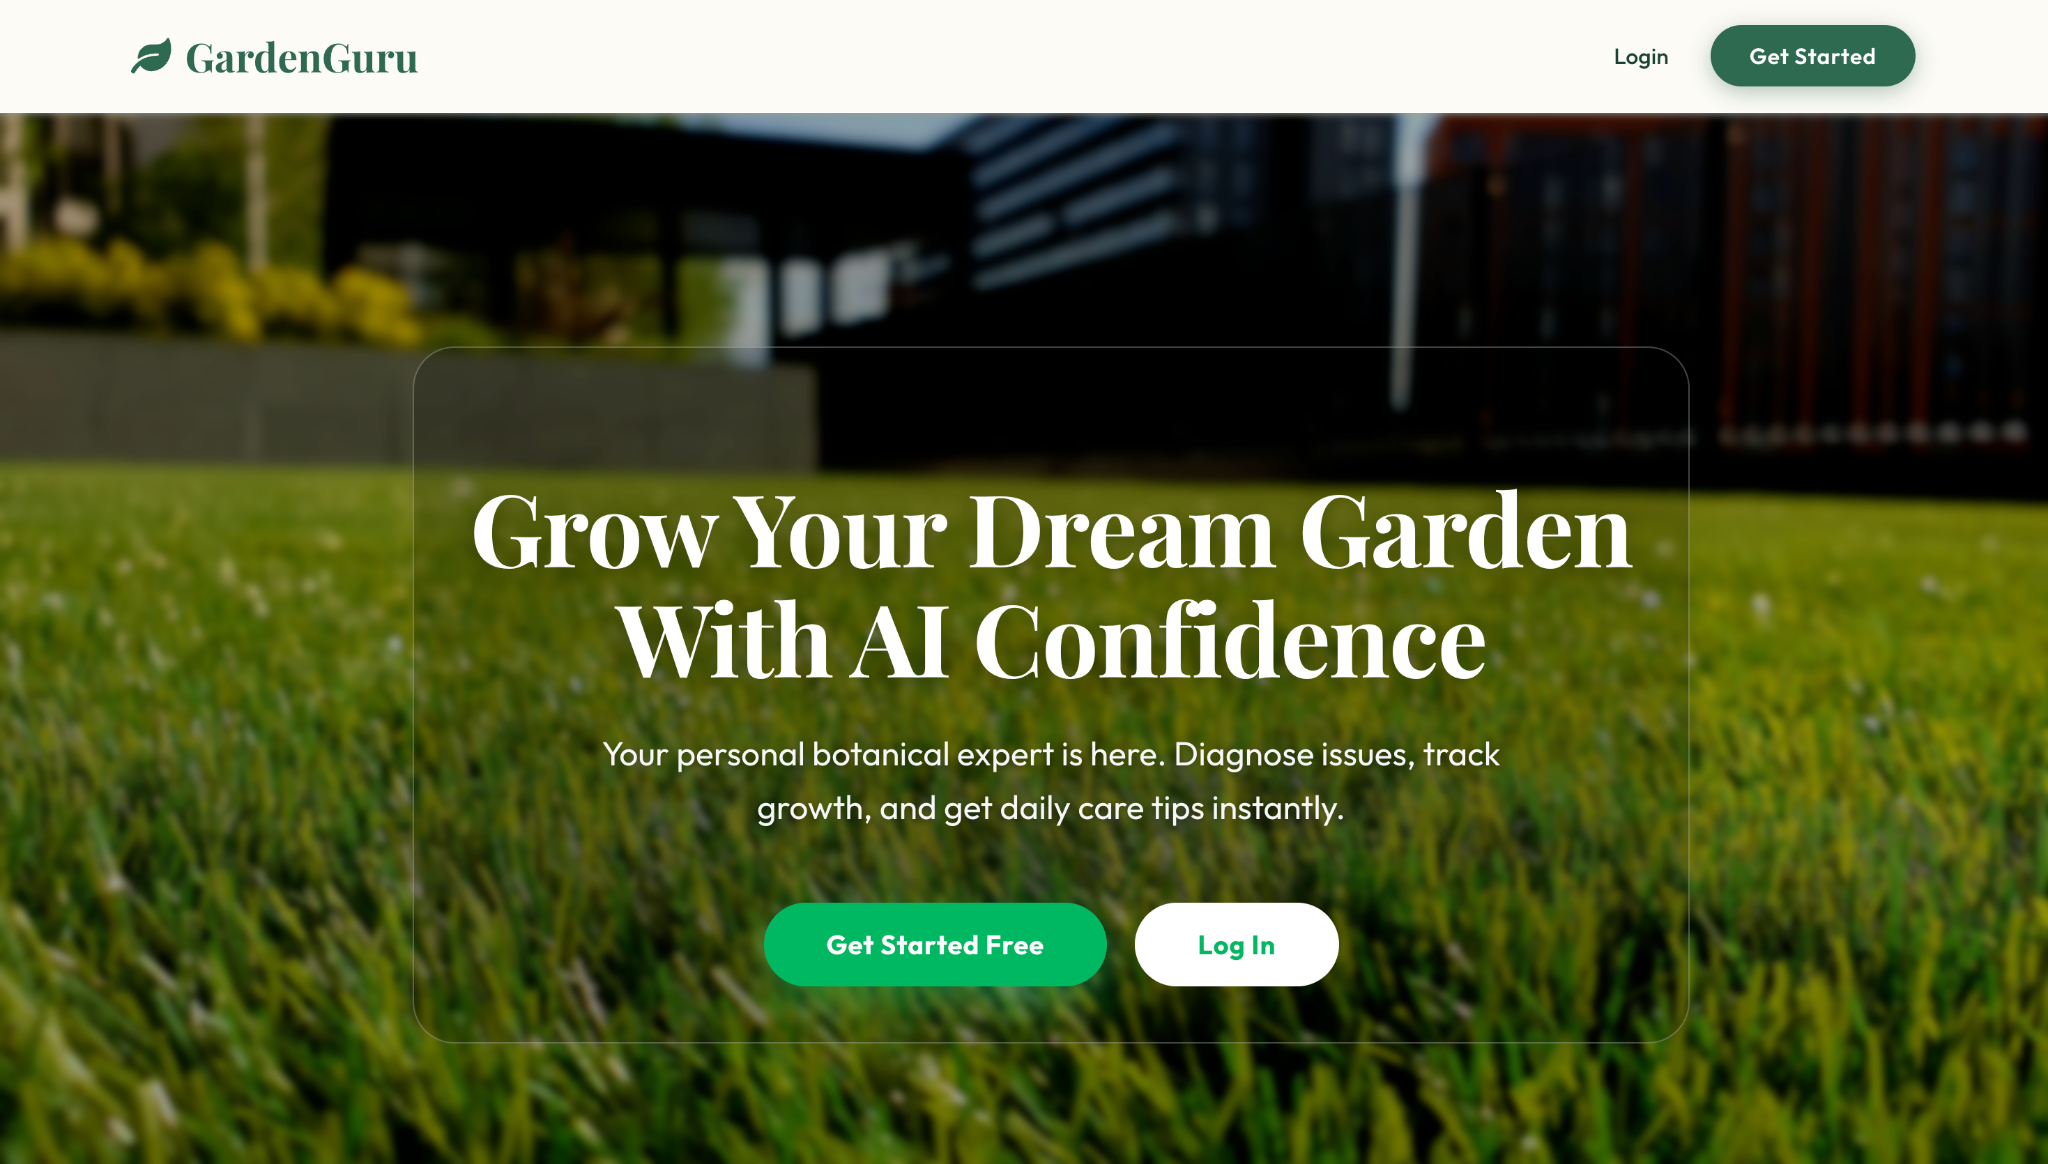 GardenGuru
Login
Get Started
Grow Your Dream Garden
With AI Confidence
Your personal botanical expert is here. Diagnose issues, track
growth, and get daily care tips instantly.
Get Started Free
Log In